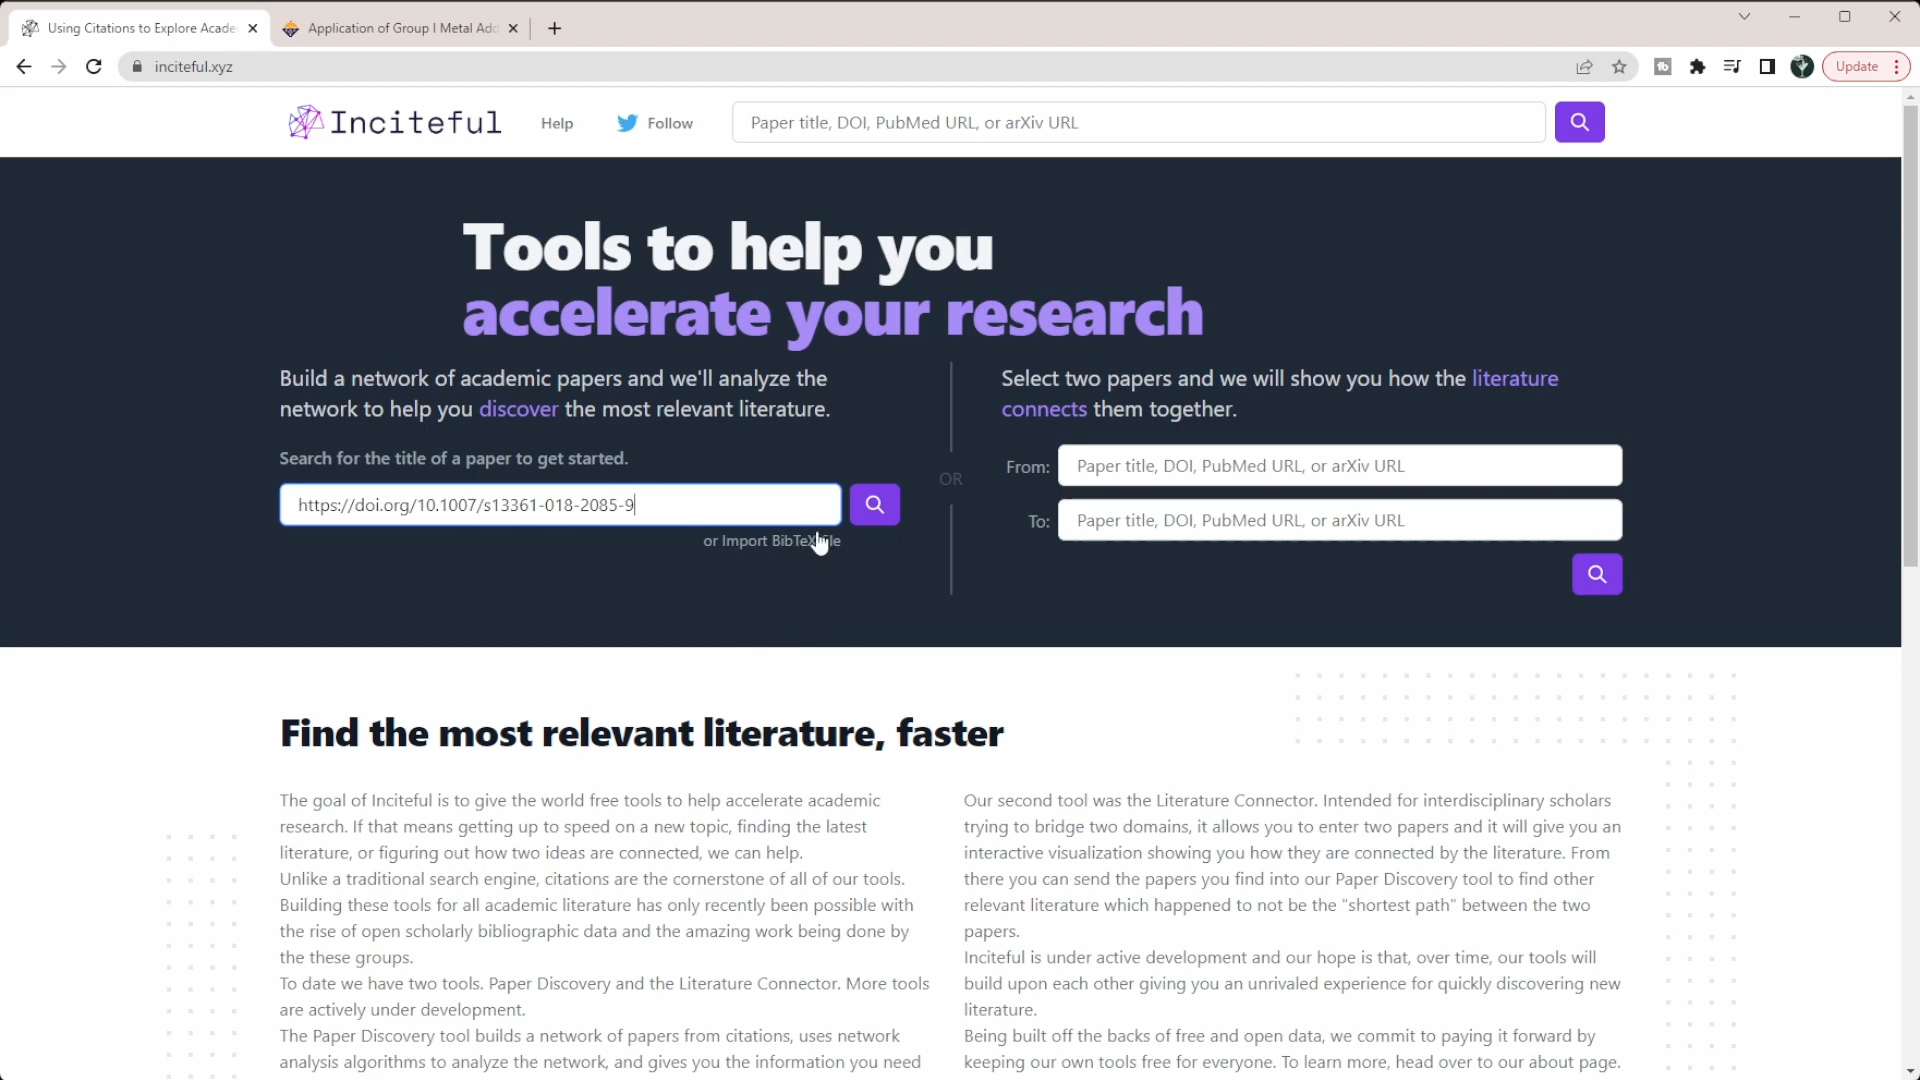 Using Citations to Explore Acade
Application of Group I Metal Add
inciteful.xyz
Update
Inciteful
Help
Follow
Paper title, DOI, PubMed URL, or arXiv URL
Tools to help you
accelerate your research
Build a network of academic papers and we'll analyze the
network to help you discover the most relevant literature.
Search for the title of a paper to get started.
https://doi.org/10.1007/s13361-018-2085-9
or Import BibTeX file
OR
Select two papers and we will show you how the literature
connects them together.
From:
Paper title, DOI, PubMed URL, or arXiv URL
To:
Paper title, DOI, PubMed URL, or arXiv URL
Find the most relevant literature, faster
The goal of Inciteful is to give the world free tools to help accelerate academic
research. If that means getting up to speed on a new topic, finding the latest
literature, or figuring out how two ideas are connected, we can help.
Unlike a traditional search engine, citations are the cornerstone of all of our tools.
Building these tools for all academic literature has only recently been possible with
the rise of open scholarly bibliographic data and the amazing work being done by
the these groups.
To date we have two tools. Paper Discovery and the Literature Connector. More tools
are actively under development.
The Paper Discovery tool builds a network of papers from citations, uses network
analysis algorithms to analyze the network, and gives you the information you need
Our second tool was the Literature Connector. Intended for interdisciplinary scholars
trying to bridge two domains, it allows you to enter two papers and it will give you an
interactive visualization showing you how they are connected by the literature. From
there you can send the papers you find into our Paper Discovery tool to find other
relevant literature which happened to not be the "shortest path" between the two
papers.
Inciteful is under active development and our hope is that, over time, our tools will
build upon each other giving you an unrivaled experience for quickly discovering new
literature.
Being built off the backs of free and open data, we commit to paying it forward by
keeping our own tools free for everyone. To learn more, head over to our about page.